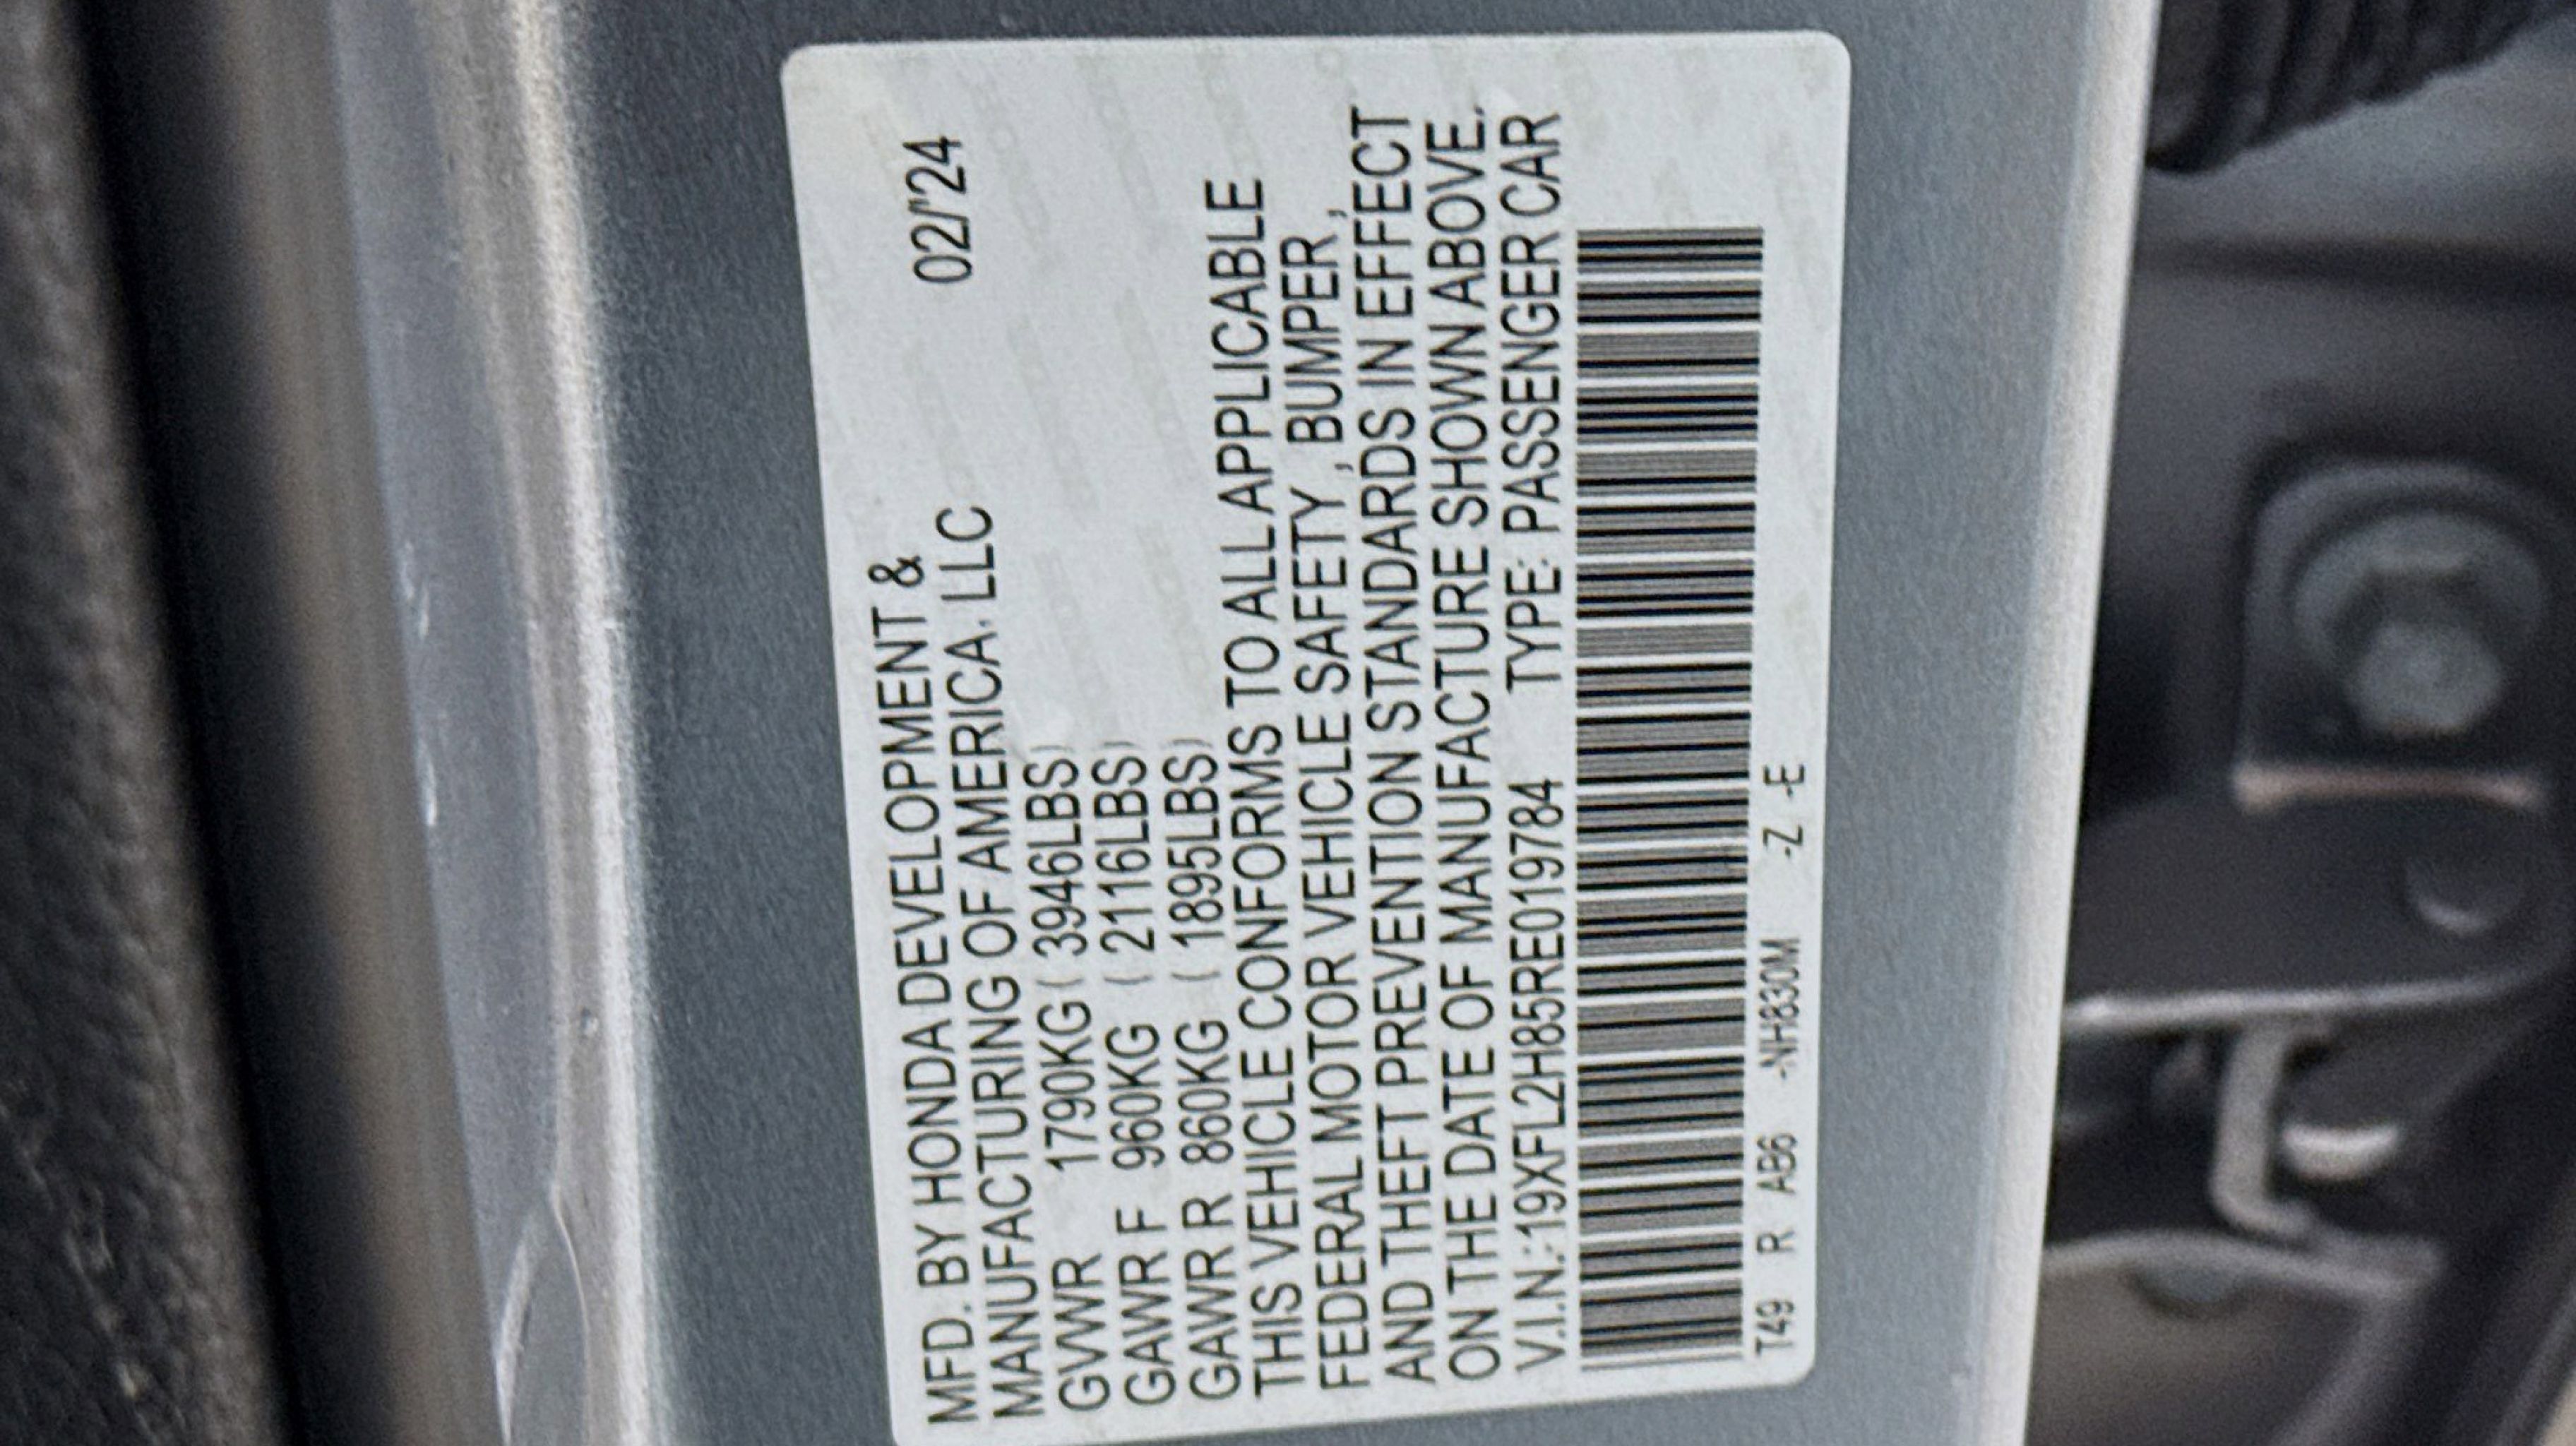 MFD. BY HONDA DEVELOPMENT &
MANUFACTURING OF AMERICA. LLC 02/'24
GVWR 1790KG ( 3946LBS)
GAWR F 960KG ( 2116LBS)
GAWR R 860KG ( 1895LBS)
THIS VEHICLE CONFORMS TO ALL APPLICABLE
FEDERAL MOTOR VEHICLE SAFETY , BUMPER ,
AND THEFT PREVENTION STANDARDS IN EFFECT
ON THE DATE OF MANUFACTURE SHOWN ABOVE.
V.I.N.:19XFL2H85RE019784 TYPE: PASSENGER CAR
T49 R AB6 -NH830M -Z -E